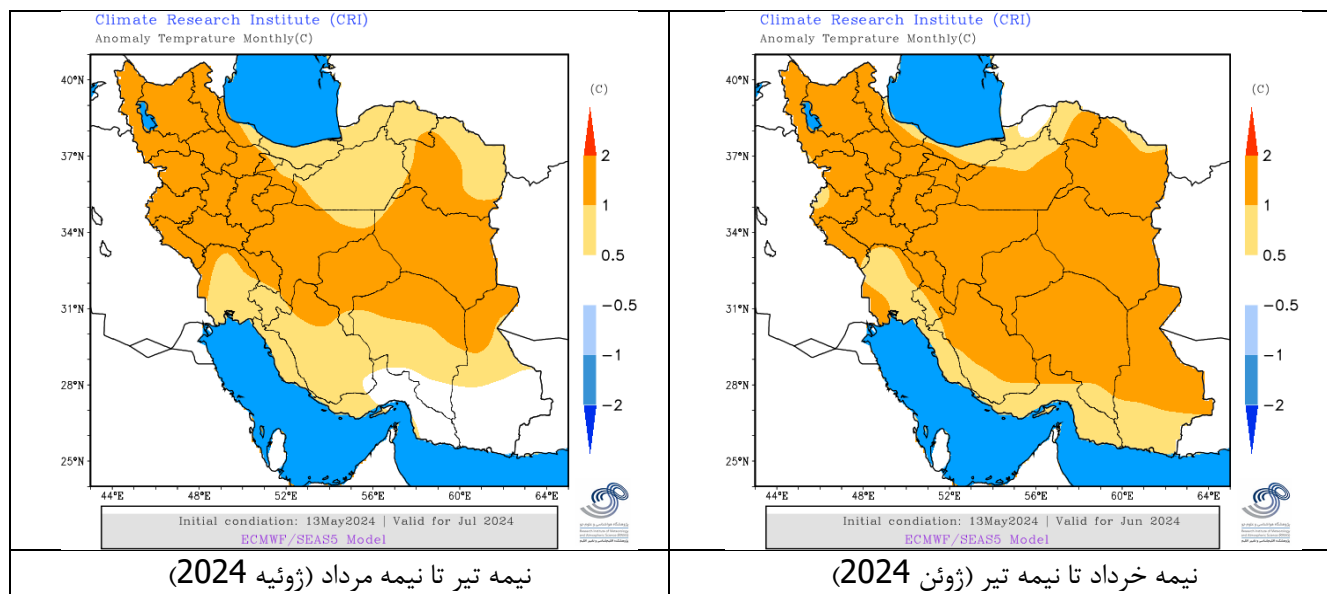 Climate Research Institute (CRI)
Anomaly Temprature Monthly(C)
40°N
37°N
34°N
31°N
28°N
25°N
44°E
48°E
52°E
56°E
60°E
64°E
(C)
2
1
0.5
−0.5
−1
−2
Initial condiation: 13May2024 | Valid for Jul 2024
ECMWF/SEAS5 Model
نیمه تیر تا نیمه مرداد (ژوئیه 2024)
Climate Research Institute (CRI)
Anomaly Temprature Monthly(C)
40°N
37°N
34°N
31°N
28°N
25°N
44°E
48°E
52°E
56°E
60°E
64°E
(C)
2
1
0.5
−0.5
−1
−2
Initial condiation: 13May2024 | Valid for Jun 2024
ECMWF/SEAS5 Model
نیمه خرداد تا نیمه تیر (ژوئن 2024)